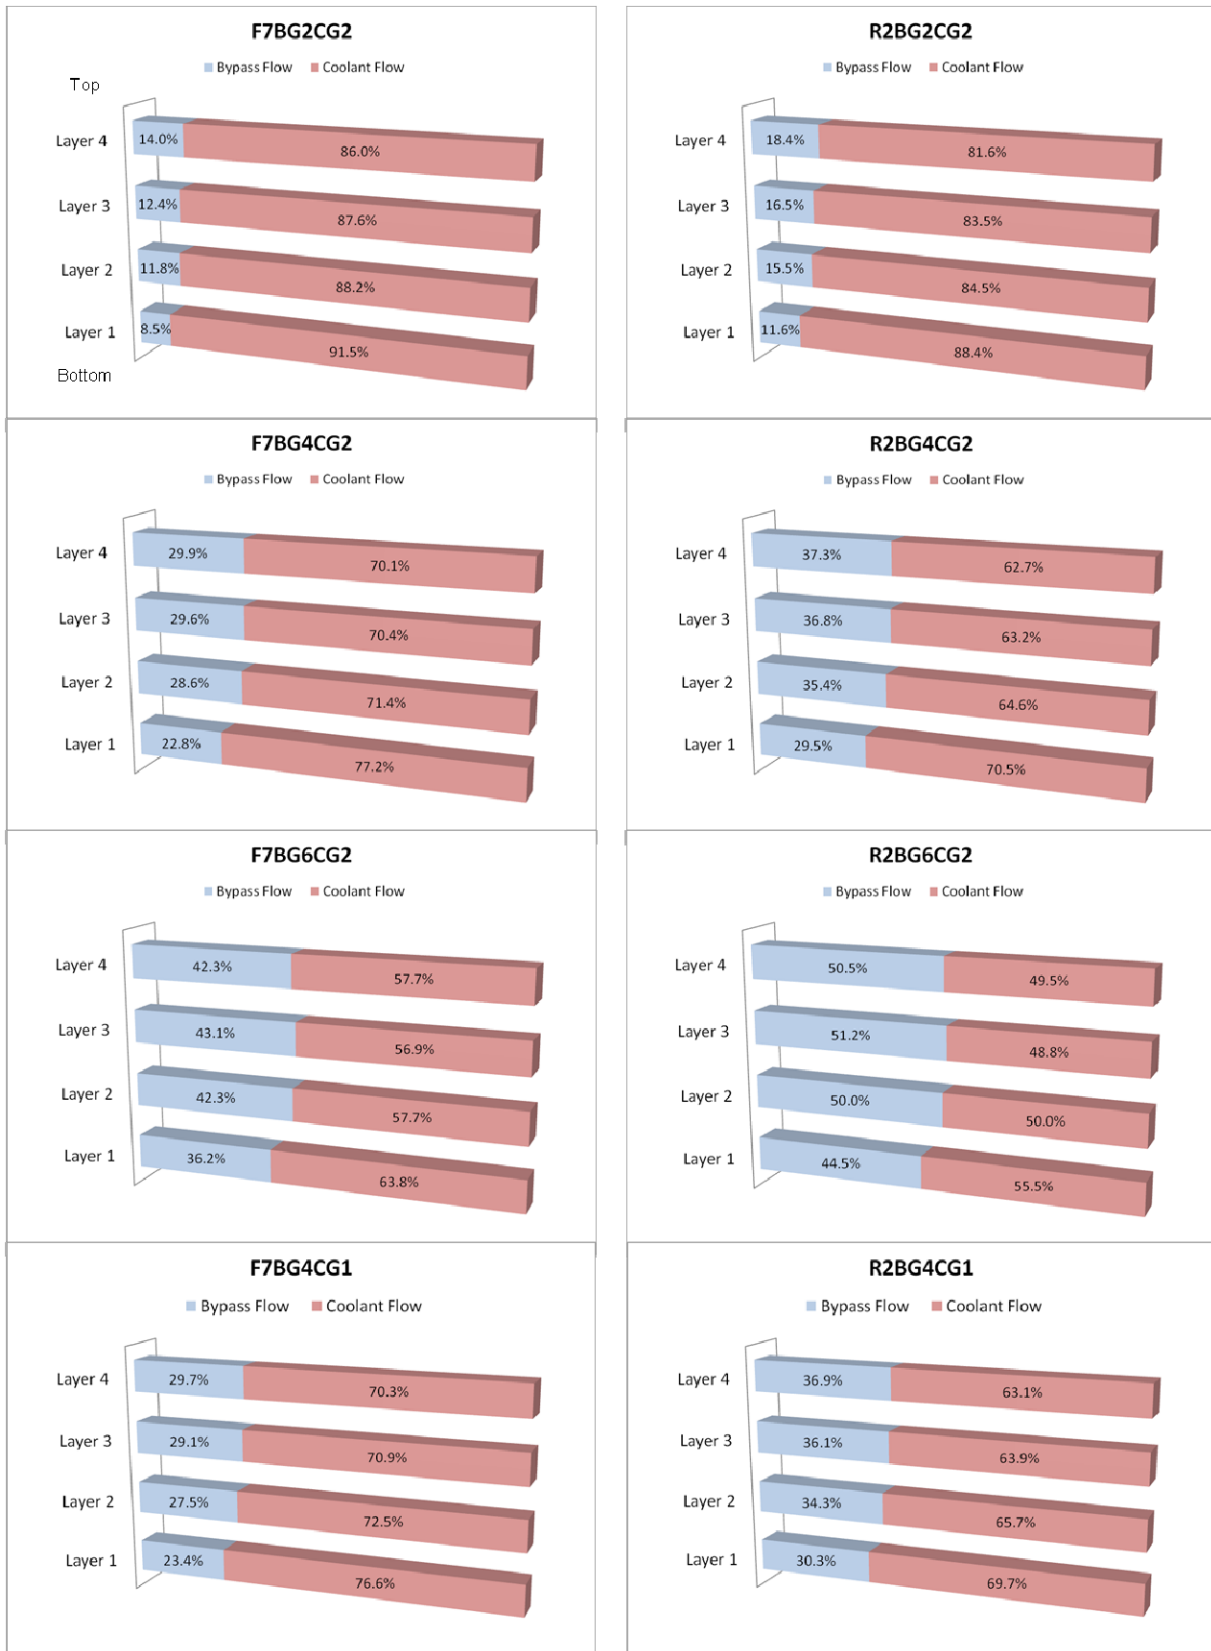 F7BG2CG2
Bypass Flow Coolant Flow
Top
Layer 4 14.0% 86.0%
Layer 3 12.4% 87.6%
Layer 2 11.8% 88.2%
Layer 1 8.5% 91.5%
Bottom
R2BG2CG2
Bypass Flow Coolant Flow
Layer 4 18.4% 81.6%
Layer 3 16.5% 83.5%
Layer 2 15.5% 84.5%
Layer 1 11.6% 88.4%
F7BG4CG2
Bypass Flow Coolant Flow
Layer 4 29.9% 70.1%
Layer 3 29.6% 70.4%
Layer 2 28.6% 71.4%
Layer 1 22.8% 77.2%
R2BG4CG2
Bypass Flow Coolant Flow
Layer 4 37.3% 62.7%
Layer 3 36.8% 63.2%
Layer 2 35.4% 64.6%
Layer 1 29.5% 70.5%
F7BG6CG2
Bypass Flow Coolant Flow
Layer 4 42.3% 57.7%
Layer 3 43.1% 56.9%
Layer 2 42.3% 57.7%
Layer 1 36.2% 63.8%
R2BG6CG2
Bypass Flow Coolant Flow
Layer 4 50.5% 49.5%
Layer 3 51.2% 48.8%
Layer 2 50.0% 50.0%
Layer 1 44.5% 55.5%
F7BG4CG1
Bypass Flow Coolant Flow
Layer 4 29.7% 70.3%
Layer 3 29.1% 70.9%
Layer 2 27.5% 72.5%
Layer 1 23.4% 76.6%
R2BG4CG1
Bypass Flow Coolant Flow
Layer 4 36.9% 63.1%
Layer 3 36.1% 63.9%
Layer 2 34.3% 65.7%
Layer 1 30.3% 69.7%